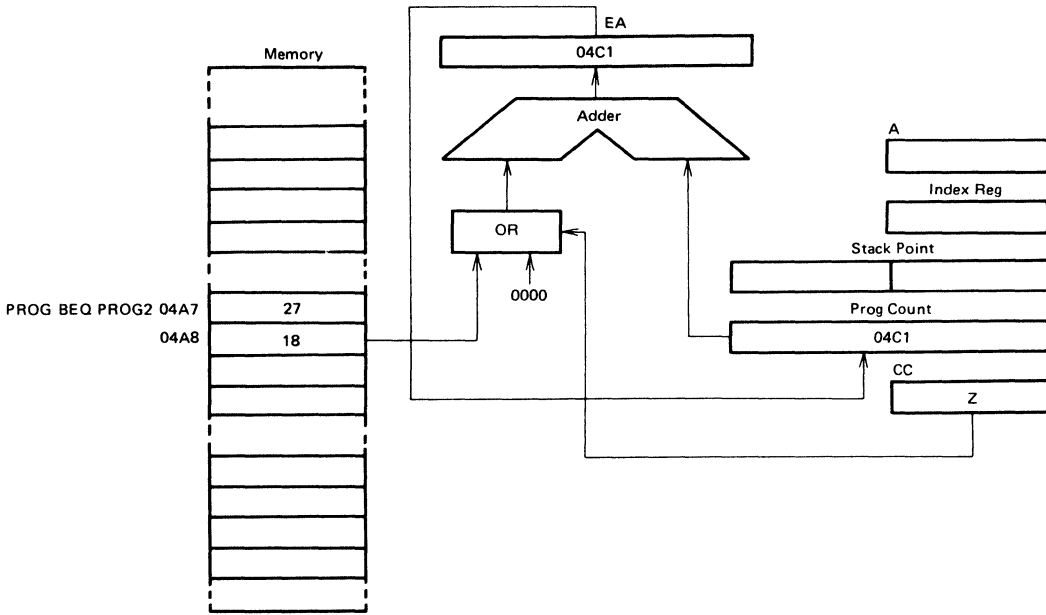 EA
04C1
Memory
Adder
A
Index Reg
OR
Stack Point
0000
PROG BEQ PROG2 04A7 27
Prog Count
04A8 18
04C1
CC
Z